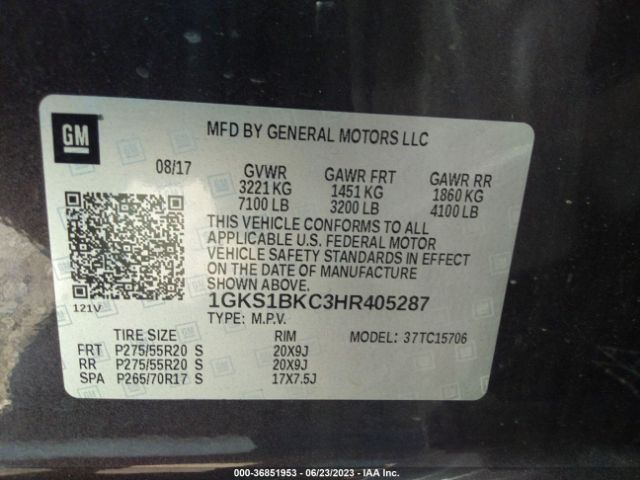 GM
MFD BY GENERAL MOTORS LLC
08/17 GVWR GAWR FRT GAWR RR
3221 KG 1451 KG 1860 KG
7100 LB 3200 LB 4100 LB
THIS VEHICLE CONFORMS TO ALL
APPLICABLE U.S. FEDERAL MOTOR
VEHICLE SAFETY STANDARDS IN
EFFECT ON THE DATE OF MANUFACTURE
SHOWN ABOVE.
1GKS1BKC3HR405287
121V
TYPE: M.P.V.
TIRE SIZE RIM MODEL: 37TC15706
FRT P275/55R20 S 20X9J
RR P275/55R20 S 20X9J
SPA P265/70R17 S 17X7.5J
000-36851953 - 06/23/2023 - IAA Inc.